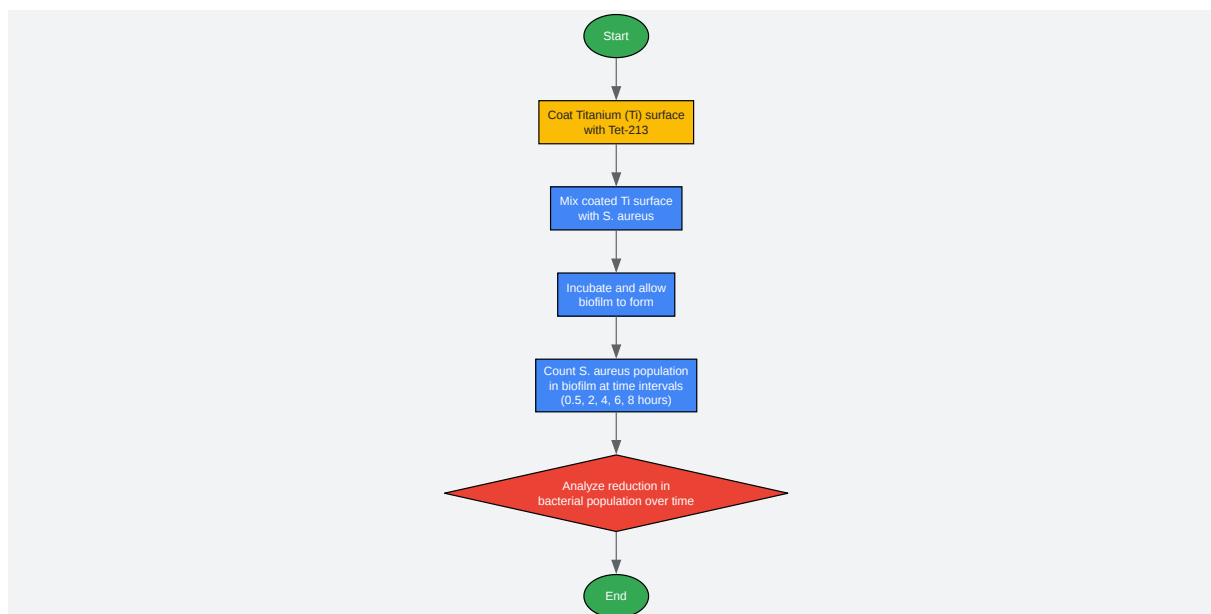 Start
Coat Titanium (Ti) surface
with Tet-213
Mix coated Ti surface
with S. aureus
Incubate and allow
biofilm to form
Count S. aureus population
in biofilm at time intervals
(0.5, 2, 4, 6, 8 hours)
Analyze reduction in
bacterial population over time
End